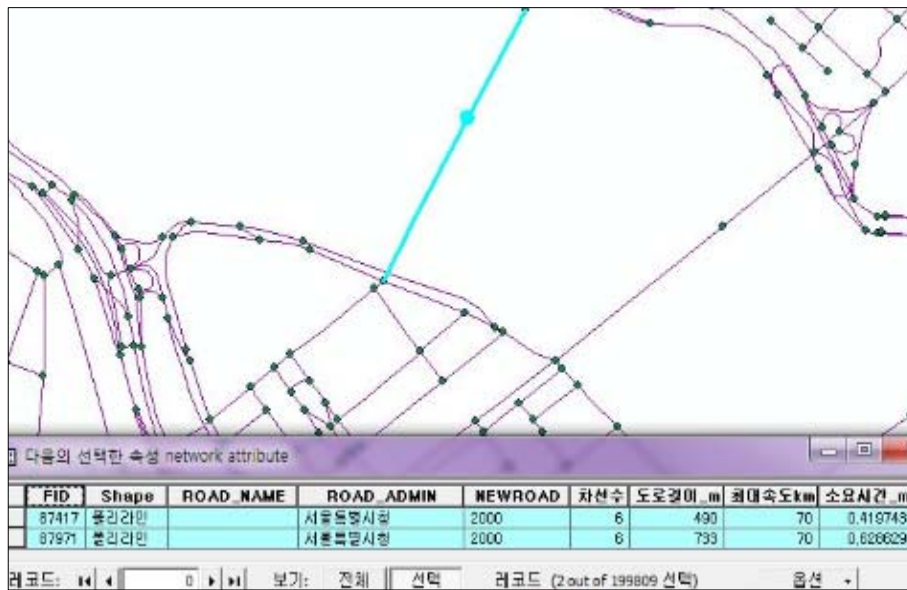 다음의 선택한 속성 network attribute
FID Shape ROAD_NAME ROAD_ADMIN NEWROAD 차선수 도로길이_m 최대속도km 소요시간_m
87417 폴리라인 서울특별시청 2000 6 490 70 0,419743
87971 폴리라인 서울특별시청 2000 6 733 70 0,628629
레코드: 0 보기: 전체 선택 레코드 (2 out of 199809 선택) 옵션